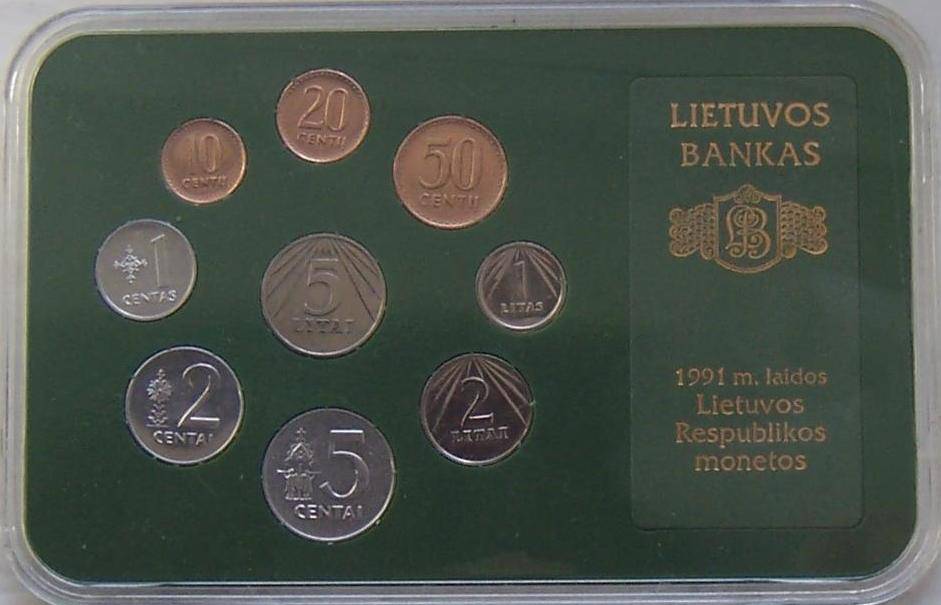 20
CENTŲ
10
CENTŲ
50
CENTŲ
1
CENTAS
5
LITAI
1
LITAS
2
CENTAI
2
LITAI
5
CENTAI
LIETUVOS
BANKAS
LB
1991 m. laidos
Lietuvos
Respublikos
monetos